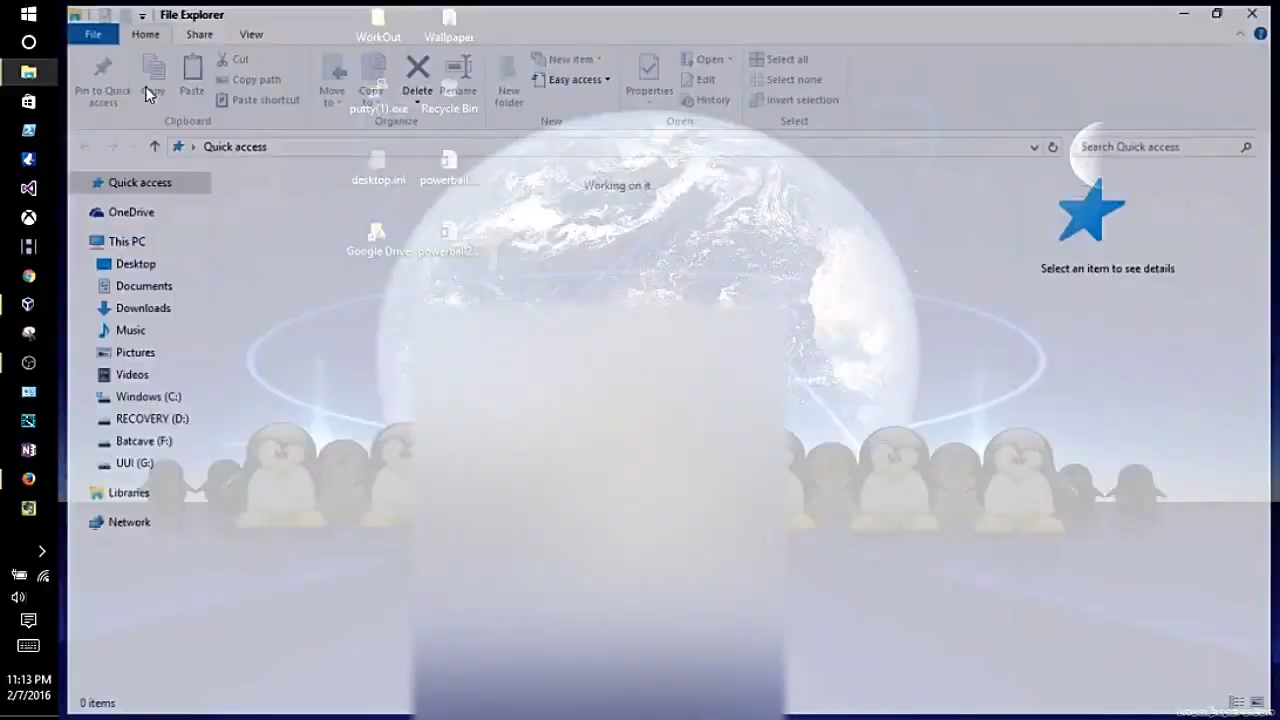 File Explorer
File
Home
Share
View
Pin to Quick access
Copy
Paste
Cut
Copy path
Paste shortcut
Clipboard
Move to
Copy to
Delete
Rename
Organize
New folder
New item
Easy access
New
Properties
Open
Edit
History
Open
Select all
Select none
Invert selection
Select
WorkOut
Wallpaper
putty(1).exe
Recycle Bin
desktop.ini
powerball...
Google Drive
powerball2...
Quick access
Search Quick access
Working on it...
Select an item to see details
Quick access
OneDrive
This PC
Desktop
Documents
Downloads
Music
Pictures
Videos
Windows (C:)
RECOVERY (D:)
Batcave (F:)
UUI (G:)
Libraries
Network
0 items
11:13 PM
2/7/2016